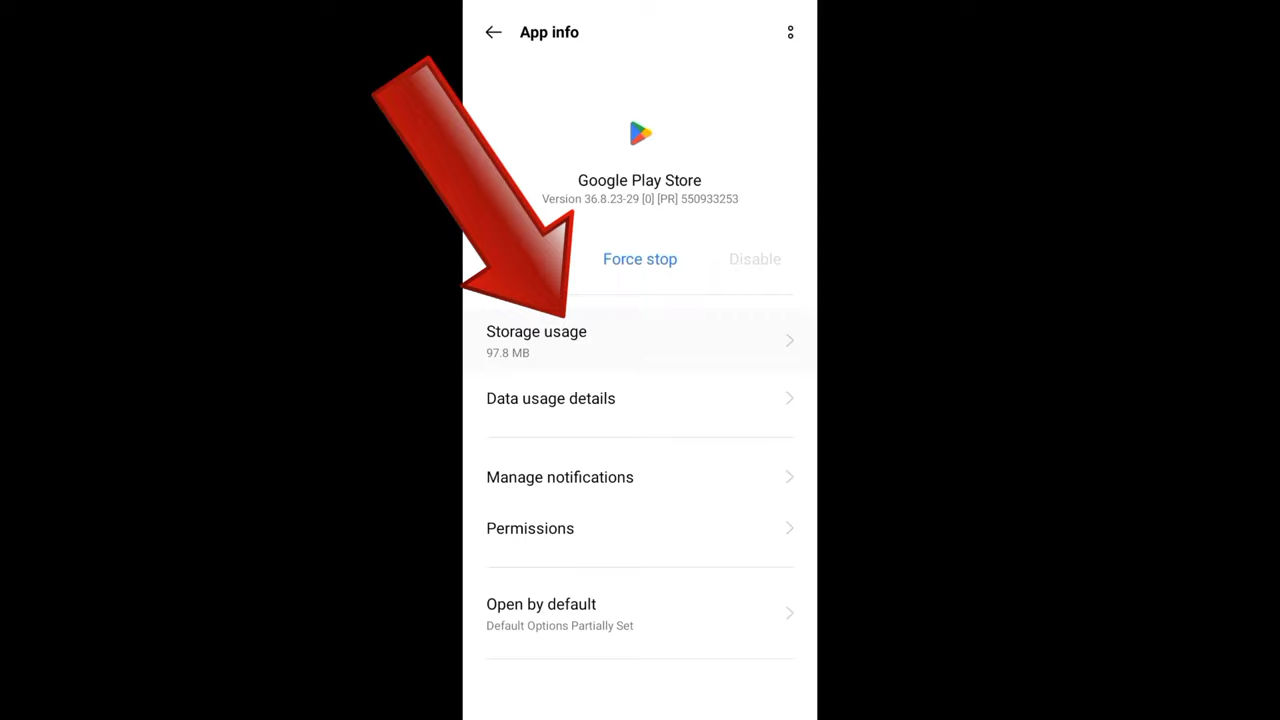 App info
Google Play Store
Version 36.8.23-29 [0] [PR] 550933253
Force stop
Disable
Storage usage
97.8 MB
Data usage details
Manage notifications
Permissions
Open by default
Default Options Partially Set